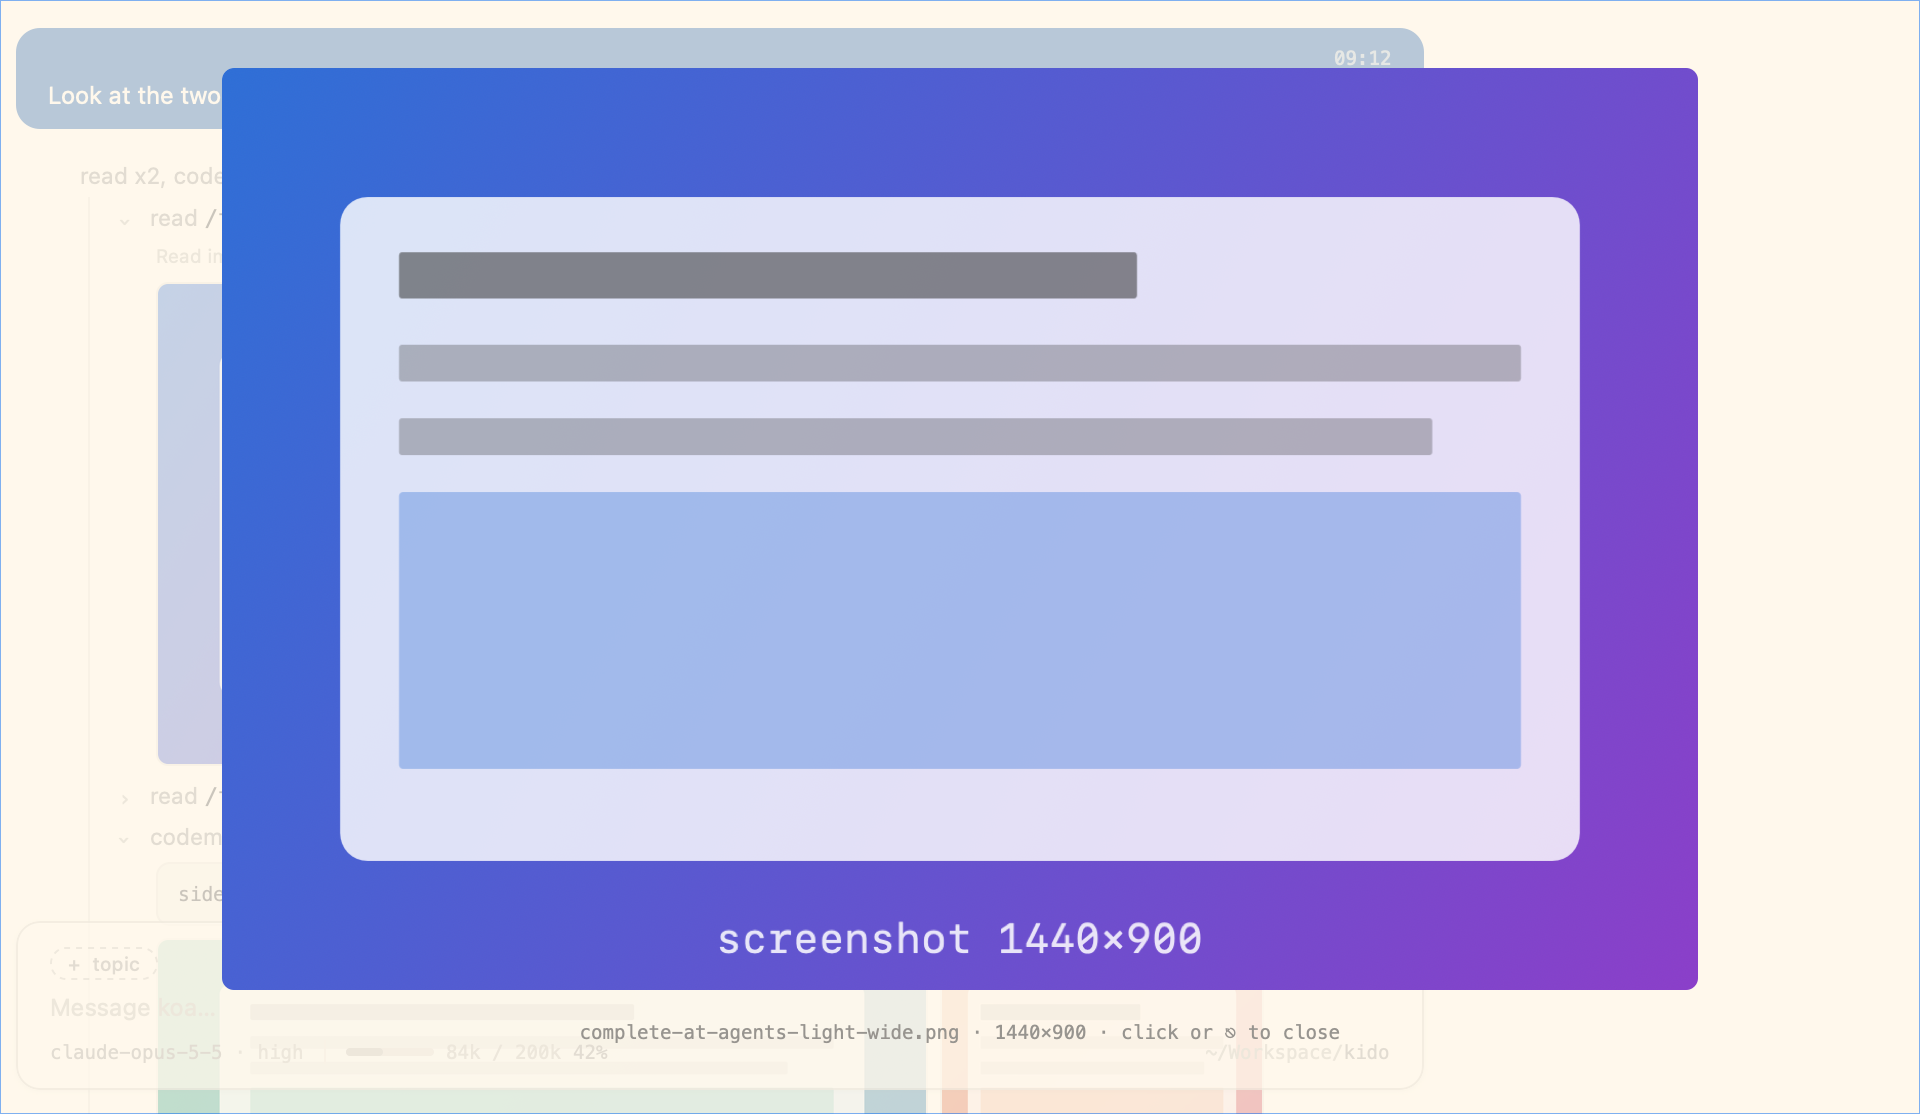 09:12
Look at the two
read x2, code
read /
Read in
read /
codem
side
screenshot 1440×900
+ topic
Message koa...
complete-at-agents-light-wide.png · 1440×900 · click or ⎋ to close
claude-opus-5-5 · high 84k / 200k 42% ~/Workspace/kido